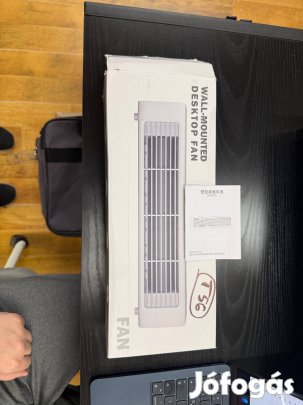 WALL-MOUNTED
DESKTOP FAN
T56
FAN
Jófogás